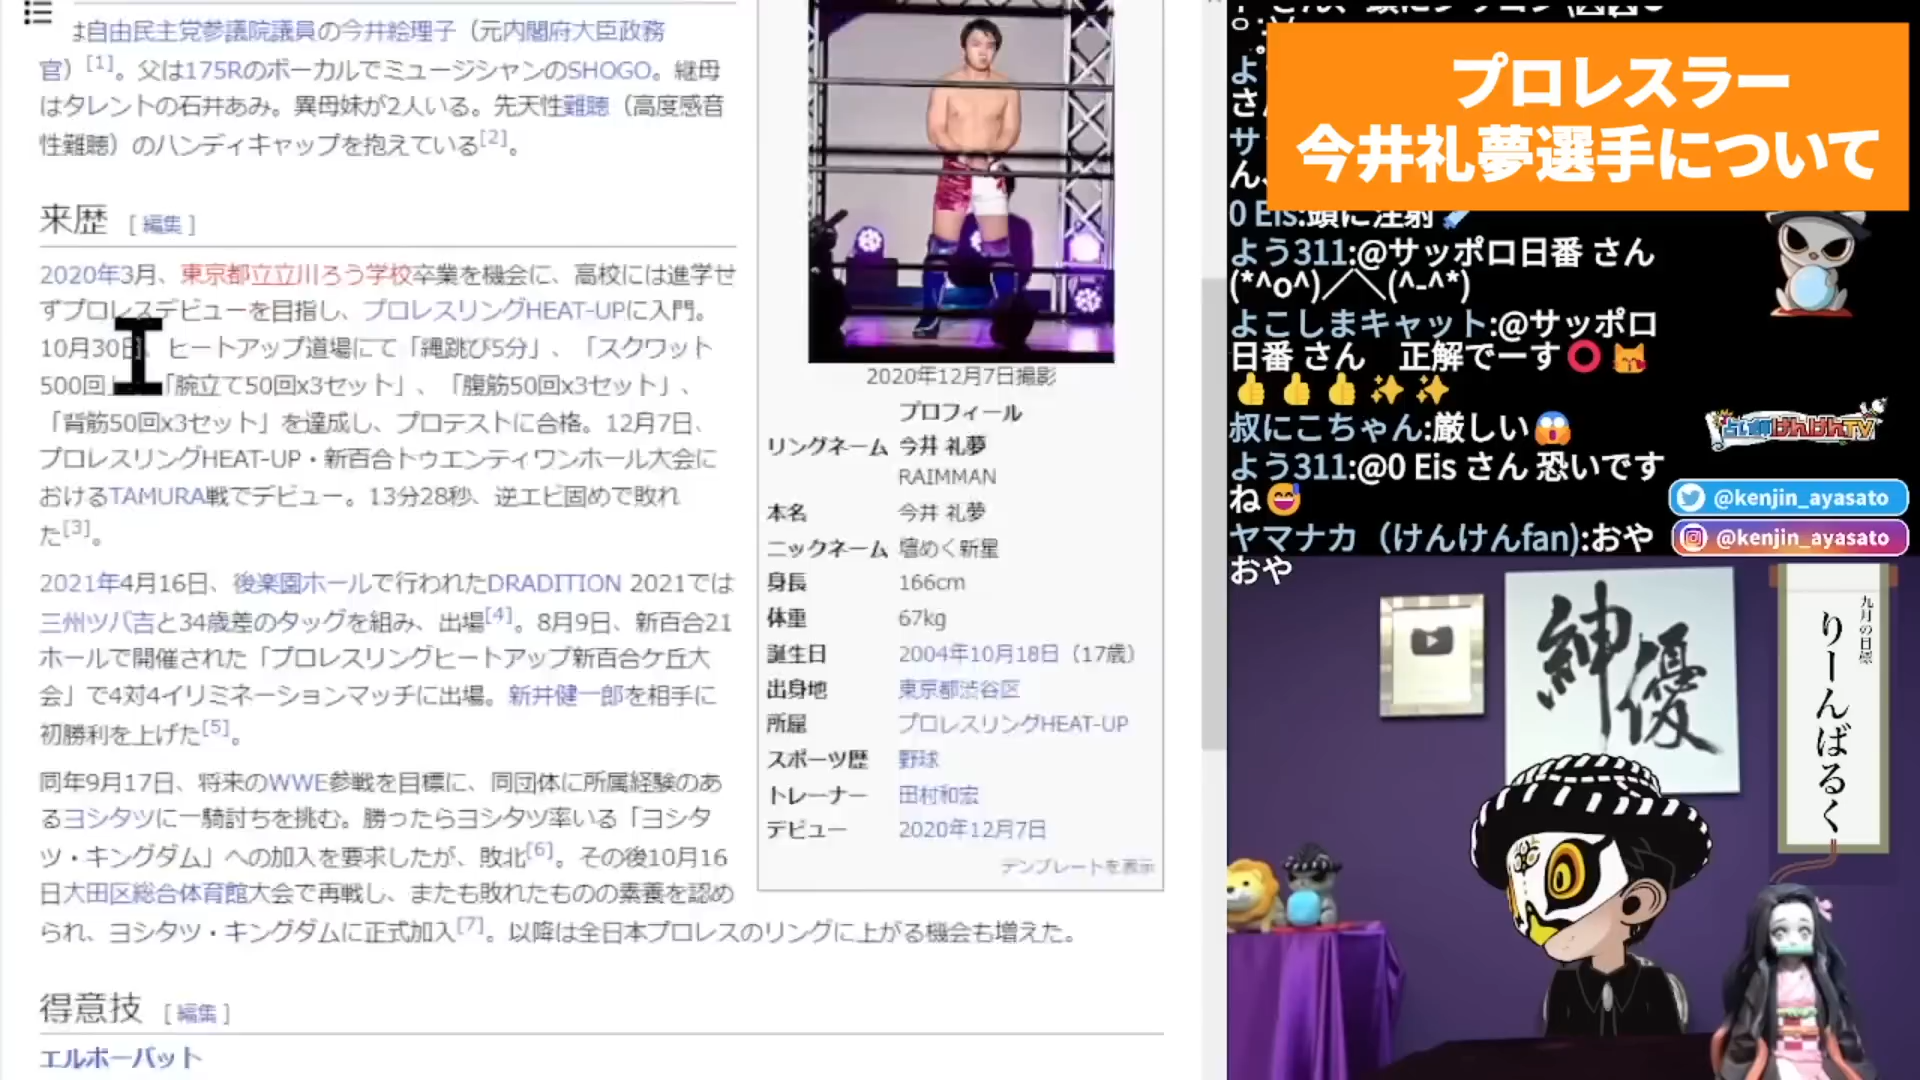 は自由民主党参議院議員の今井絵理子（元内閣府大臣政務
官）[1]。父は175RのボーカルでミュージシャンのSHOGO。継母
はタレントの石井あみ。異母妹が2人いる。先天性難聴（高度感音
性難聴）のハンディキャップを抱えている[2]。
来歴 [編集]
2020年3月、東京都立立川ろう学校卒業を機会に、高校には進学せ
ずプロレスデビューを目指し、プロレスリングHEAT-UPに入門。
10月30日、ヒートアップ道場にて「縄跳び5分」、「スクワット
500回」、「腕立て50回x3セット」、「腹筋50回x3セット」、
「背筋50回x3セット」を達成し、プロテストに合格。12月7日、
プロレスリングHEAT-UP・新百合トゥエンティワンホール大会に
おけるTAMURA戦でデビュー。13分28秒、逆エビ固めで敗れ
た[3]。
2021年4月16日、後楽園ホールで行われたDRADITION 2021では
三州ツバ吉と34歳差のタッグを組み、出場[4]。8月9日、新百合21
ホールで開催された「プロレスリングヒートアップ新百合ケ丘大
会」で4対4イリミネーションマッチに出場。新井健一郎を相手に
初勝利を上げた[5]。
同年9月17日、将来のWWE参戦を目標に、同団体に所属経験のあ
るヨシタツに一騎討ちを挑む。勝ったらヨシタツ率いる「ヨシタ
ツ・キングダム」への加入を要求したが、敗北[6]。その後10月16
日大田区総合体育館大会で再戦し、またも敗れたものの素養を認め
られ、ヨシタツ・キングダムに正式加入[7]。以降は全日本プロレスのリングに上がる機会も増えた。
得意技 [編集]
エルボーバット
2020年12月7日撮影
プロフィール
リングネーム 今井 礼夢
RAIMMAN
本名 今井 礼夢
ニックネーム 煌めく新星
身長 166cm
体重 67kg
誕生日 2004年10月18日（17歳）
出身地 東京都渋谷区
所属 プロレスリングHEAT-UP
スポーツ歴 野球
トレーナー 田村和宏
デビュー 2020年12月7日
テンプレートを表示
プロレスラー
今井礼夢選手について
0 Eis:頭に注射💉
よう311:@サッポロ日番 さん
(*^o^)／＼(^-^*)
よこしまキャット:@サッポロ
日番 さん 正解でーす⭕😽
👍👍👍✨✨
叔にこちゃん:厳しい😱
よう311:@0 Eis さん 恐いです
ね😅
ヤマナカ（けんけんfan）:おや
おや
占い師けんけんTV
@kenjin_ayasato
@kenjin_ayasato
紳優
九月の目標
りーんばるく